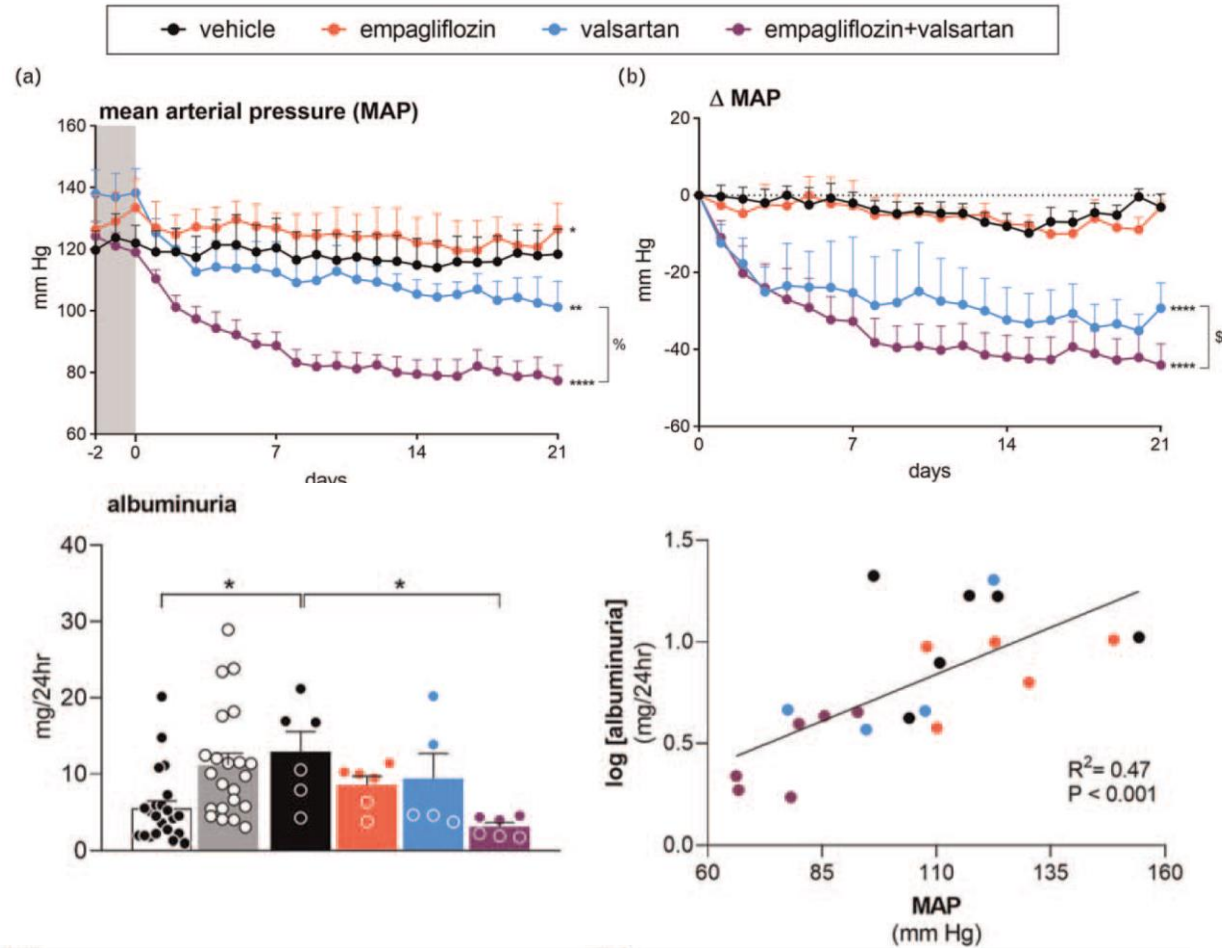 vehicle empagliflozin valsartan empagliflozin+valsartan
(a)
mean arterial pressure (MAP)
160
140
120
100
80
60
mm Hg
-2 0 7 14 21
days
*
**
****
%
(b)
Δ MAP
20
0
-20
-40
-60
mm Hg
0 7 14 21
days
****
****
$
albuminuria
40
30
20
10
0
mg/24hr
* *
1.5
1.0
0.5
0.0
log [albuminuria]
(mg/24hr)
R²= 0.47
P < 0.001
60 85 110 135 160
MAP
(mm Hg)